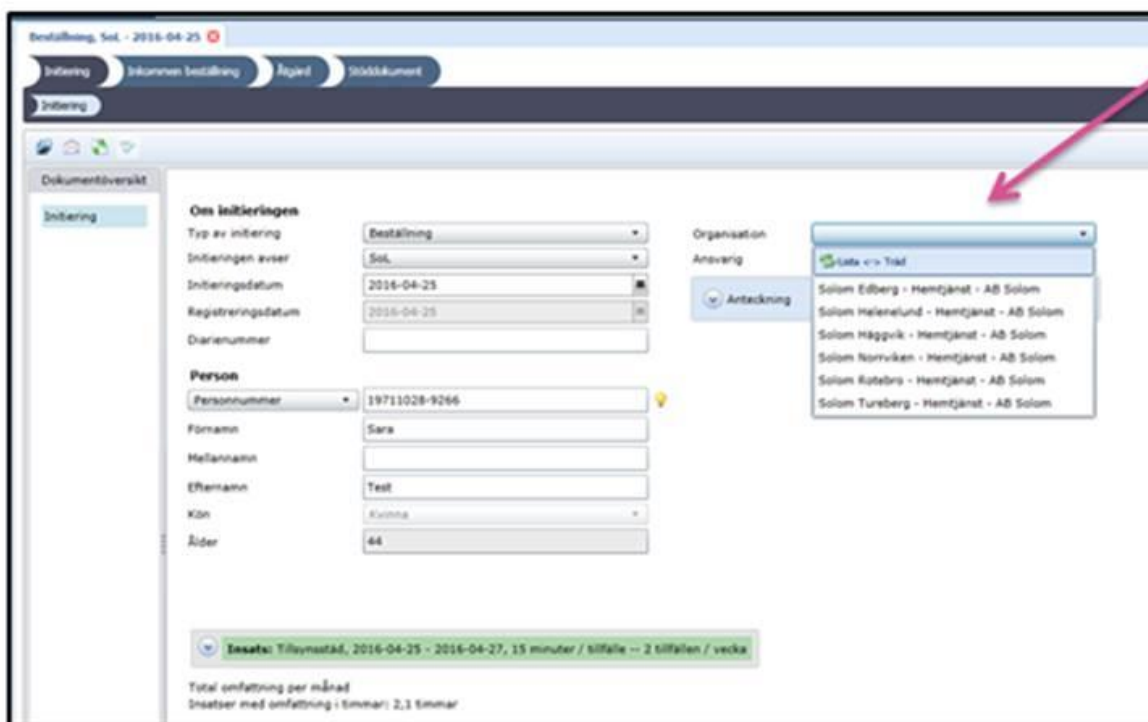 Beställning, SoL - 2016-04-25
Initiering Inkommen beställning Åtgärd Stöddokument
Initiering
Dokumentöversikt
Initiering
Om initieringen
Typ av initiering Beställning
Initieringen avser SoL
Initieringsdatum 2016-04-25
Registreringsdatum 2016-04-25
Diarienummer
Person
Personnummer 19711028-9266
Förnamn Sara
Mellannamn
Efternamn Test
Kön Kvinna
Ålder 44
Organisation
Ansvarig
Anteckning
Lista <-> Träd
Solom Edberg - Hemtjänst - AB Solom
Solom Helenelund - Hemtjänst - AB Solom
Solom Häggvik - Hemtjänst - AB Solom
Solom Norrviken - Hemtjänst - AB Solom
Solom Rotebro - Hemtjänst - AB Solom
Solom Tureberg - Hemtjänst - AB Solom
Insats: Tillsynsstäd, 2016-04-25 - 2016-04-27, 15 minuter / tillfälle -- 2 tillfällen / vecka
Total omfattning per månad
Insatser med omfattning i timmar: 2,1 timmar